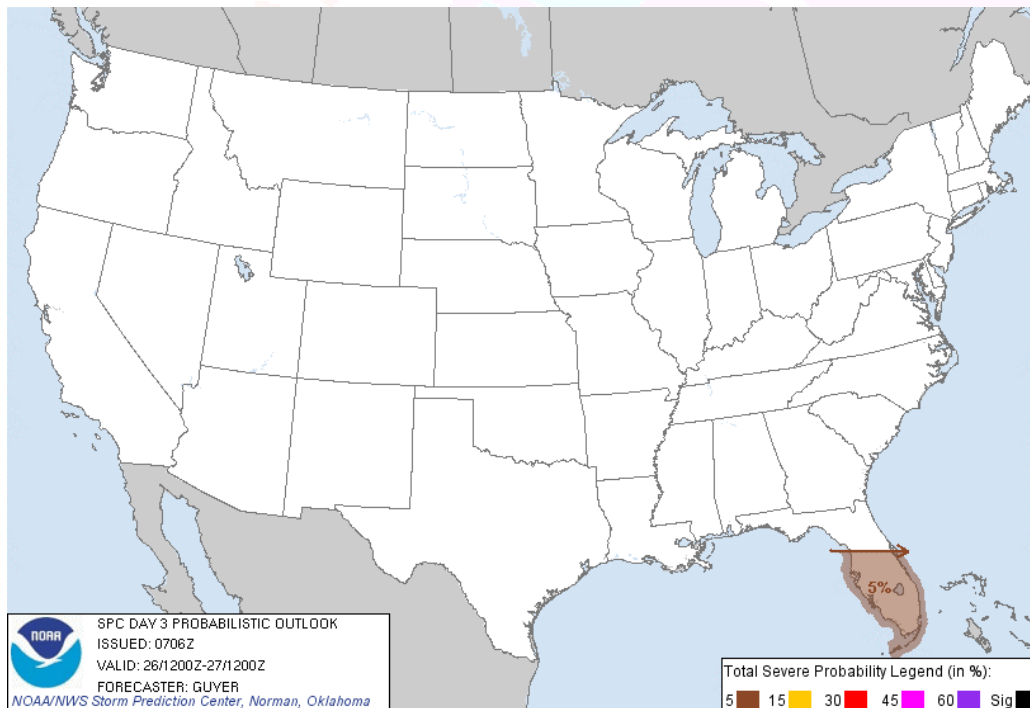 5%
SPC DAY 3 PROBABILISTIC OUTLOOK
ISSUED: 0706Z
VALID: 26/1200Z-27/1200Z
FORECASTER: GUYER
NOAA/NWS Storm Prediction Center, Norman, Oklahoma
NOAA
Total Severe Probability Legend (in %):
5 15 30 45 60 Sig